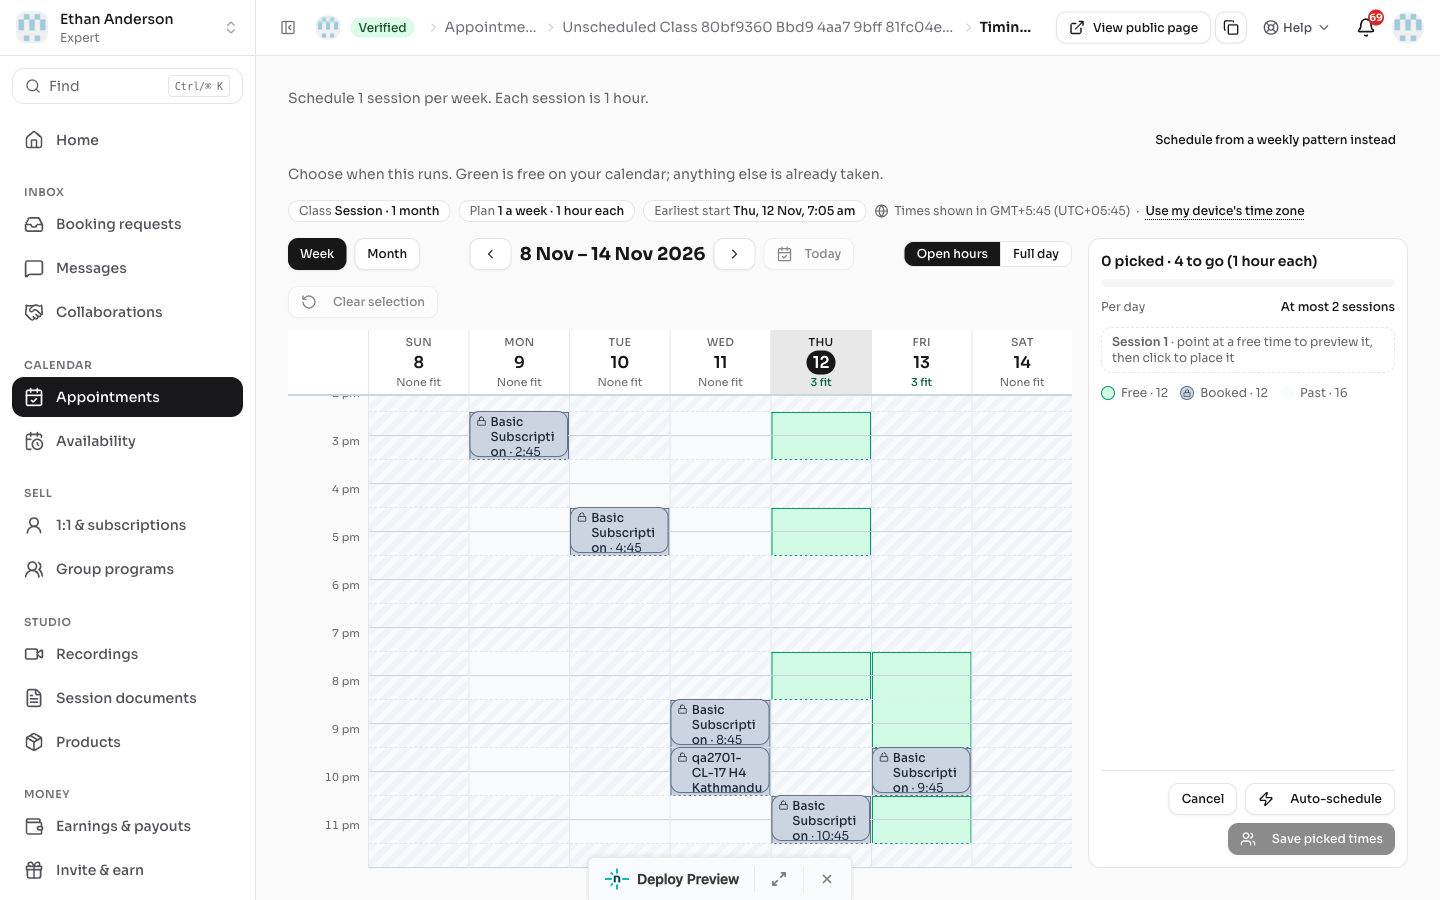 Ethan Anderson
Expert
Verified
Appointme...
Unscheduled Class 80bf9360 Bbd9 4aa7 9bff 81fc04e...
Timin...
View public page
Help
69
Find
Ctrl/⌘ K
Home
INBOX
Booking requests
Messages
Collaborations
CALENDAR
Appointments
Availability
SELL
1:1 & subscriptions
Group programs
STUDIO
Recordings
Session documents
Products
MONEY
Earnings & payouts
Invite & earn
Schedule 1 session per week. Each session is 1 hour.
Schedule from a weekly pattern instead
Choose when this runs. Green is free on your calendar; anything else is already taken.
Class Session · 1 month
Plan 1 a week · 1 hour each
Earliest start Thu, 12 Nov, 7:05 am
Times shown in GMT+5:45 (UTC+05:45) · Use my device's time zone
Week
Month
8 Nov – 14 Nov 2026
Today
Open hours
Full day
Clear selection
SUN
8
None fit
MON
9
None fit
TUE
10
None fit
WED
11
None fit
THU
12
3 fit
FRI
13
3 fit
SAT
14
None fit
3 pm
4 pm
5 pm
6 pm
7 pm
8 pm
9 pm
10 pm
11 pm
Basic
Subscripti
on · 2:45
Basic
Subscripti
on · 4:45
Basic
Subscripti
on · 8:45
qa2701-
CL-17 H4
Kathmandu
Basic
Subscripti
on · 10:45
Basic
Subscripti
on · 9:45
0 picked · 4 to go (1 hour each)
Per day
At most 2 sessions
Session 1 · point at a free time to preview it,
then click to place it
Free · 12
Booked · 12
Past · 16
Cancel
Auto-schedule
Save picked times
Deploy Preview